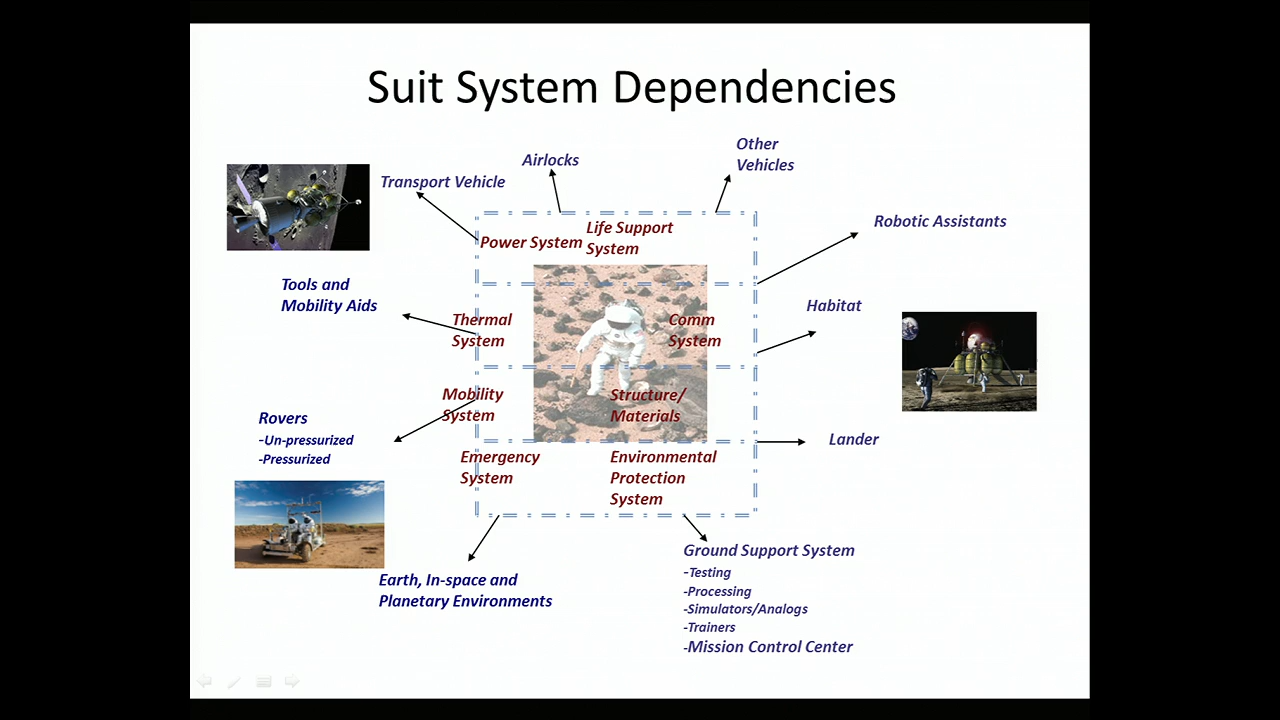 Suit System Dependencies
Other
Vehicles
Airlocks
Transport Vehicle
Robotic Assistants
Life Support
System
Power System
Tools and
Mobility Aids
Habitat
Thermal
System
Comm
System
Mobility
System
Structure/
Materials
Rovers
-Un-pressurized
-Pressurized
Lander
Emergency
System
Environmental
Protection
System
Ground Support System
-Testing
-Processing
-Simulators/Analogs
-Trainers
-Mission Control Center
Earth, In-space and
Planetary Environments